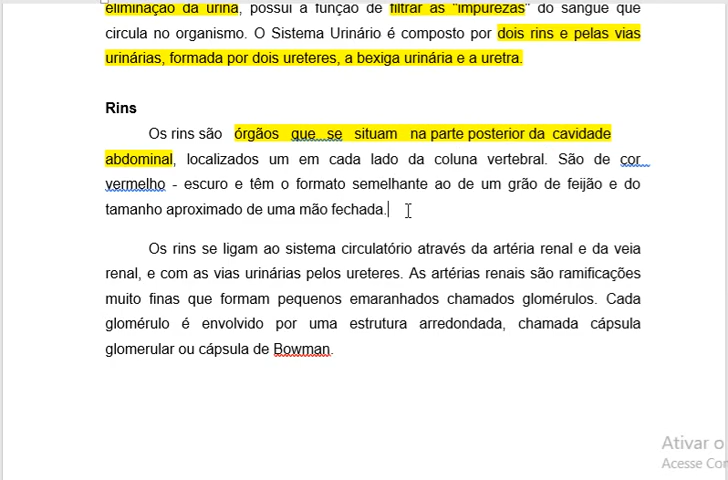 eliminação da urina, possui a função de filtrar as "impurezas" do sangue que
circula no organismo. O Sistema Urinário é composto por dois rins e pelas vias
urinárias, formada por dois ureteres, a bexiga urinária e a uretra.
Rins
Os rins são órgãos que se situam na parte posterior da cavidade
abdominal, localizados um em cada lado da coluna vertebral. São de cor
vermelho - escuro e têm o formato semelhante ao de um grão de feijão e do
tamanho aproximado de uma mão fechada.
Os rins se ligam ao sistema circulatório através da artéria renal e da veia
renal, e com as vias urinárias pelos ureteres. As artérias renais são ramificações
muito finas que formam pequenos emaranhados chamados glomérulos. Cada
glomérulo é envolvido por uma estrutura arredondada, chamada cápsula
glomerular ou cápsula de Bowman.
Ativar o
Acesse Con